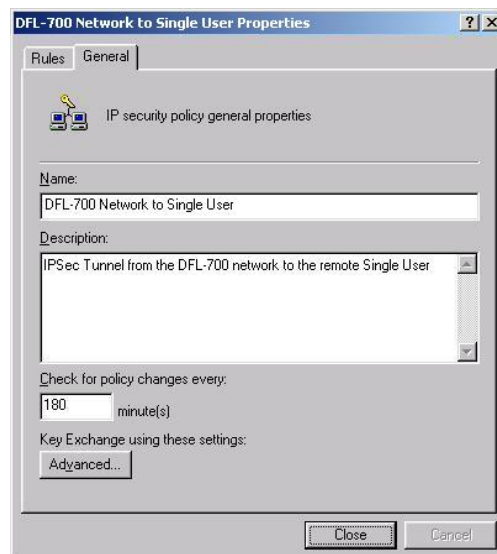 DFL-700 Network to Single User Properties
Rules
General
IP security policy general properties
Name:
DFL-700 Network to Single User
Description:
IPSec Tunnel from the DFL-700 network to the remote Single User
Check for policy changes every:
180 minute(s)
Key Exchange using these settings:
Advanced...
Close
Cancel